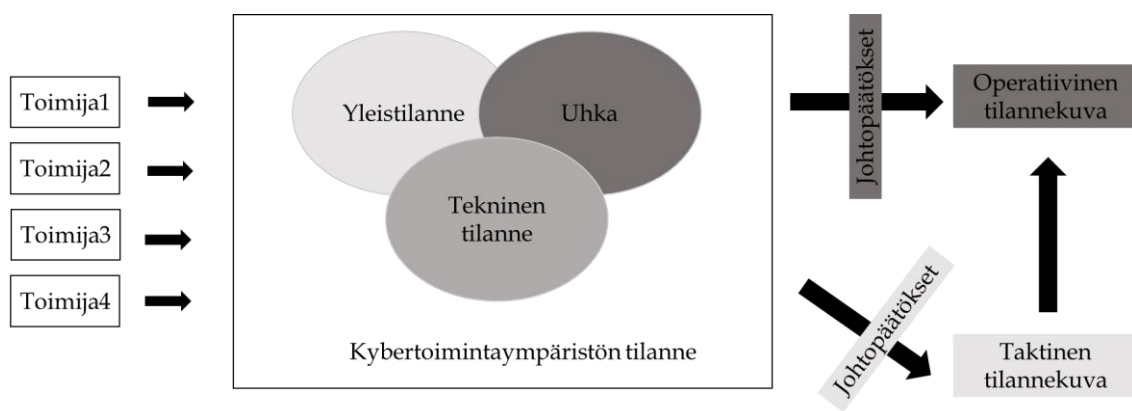 Toimija1
Toimija2
Toimija3
Toimija4
Yleistilanne
Uhka
Tekninen
tilanne
Kybertoimintaympäristön tilanne
Johtopäätökset
Johtopäätökset
Operatiivinen
tilannekuva
Taktinen
tilannekuva